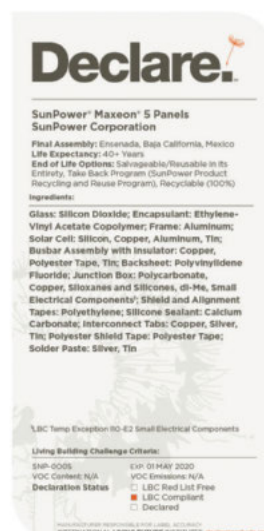 Declare.
SunPower® Maxeon® 5 Panels
SunPower Corporation
Final Assembly: Ensenada, Baja California, Mexico
Life Expectancy: 40+ Years
End of Life Options: Salvageable/Reusable in its
Entirety, Take Back Program (SunPower Product
Recycling and Reuse Program), Recyclable (100%)
Ingredients:
Glass: Silicon Dioxide; Encapsulant: Ethylene-
Vinyl Acetate Copolymer; Frame: Aluminum;
Solar Cell: Silicon, Copper, Aluminum, Tin;
Busbar Assembly with Insulator: Copper,
Polyester Tape, Tin; Backsheet: Polyvinylidene
Fluoride; Junction Box: Polycarbonate,
Copper, Siloxanes and Silicones, di-Me, Small
Electrical Components¹; Shield and Alignment
Tapes: Polyethylene; Silicone Sealant: Calcium
Carbonate; Interconnect Tabs: Copper, Silver,
Tin; Polyester Shield Tape: Polyester Tape;
Solder Paste: Silver, Tin
¹LBC Temp Exception I10-E2 Small Electrical Components
Living Building Challenge Criteria:
SNP-0005 EXP. 01 MAY 2020
VOC Content: N/A VOC Emissions: N/A
Declaration Status LBC Red List Free
LBC Compliant
Declared
MANUFACTURER RESPONSIBLE FOR LABEL ACCURACY